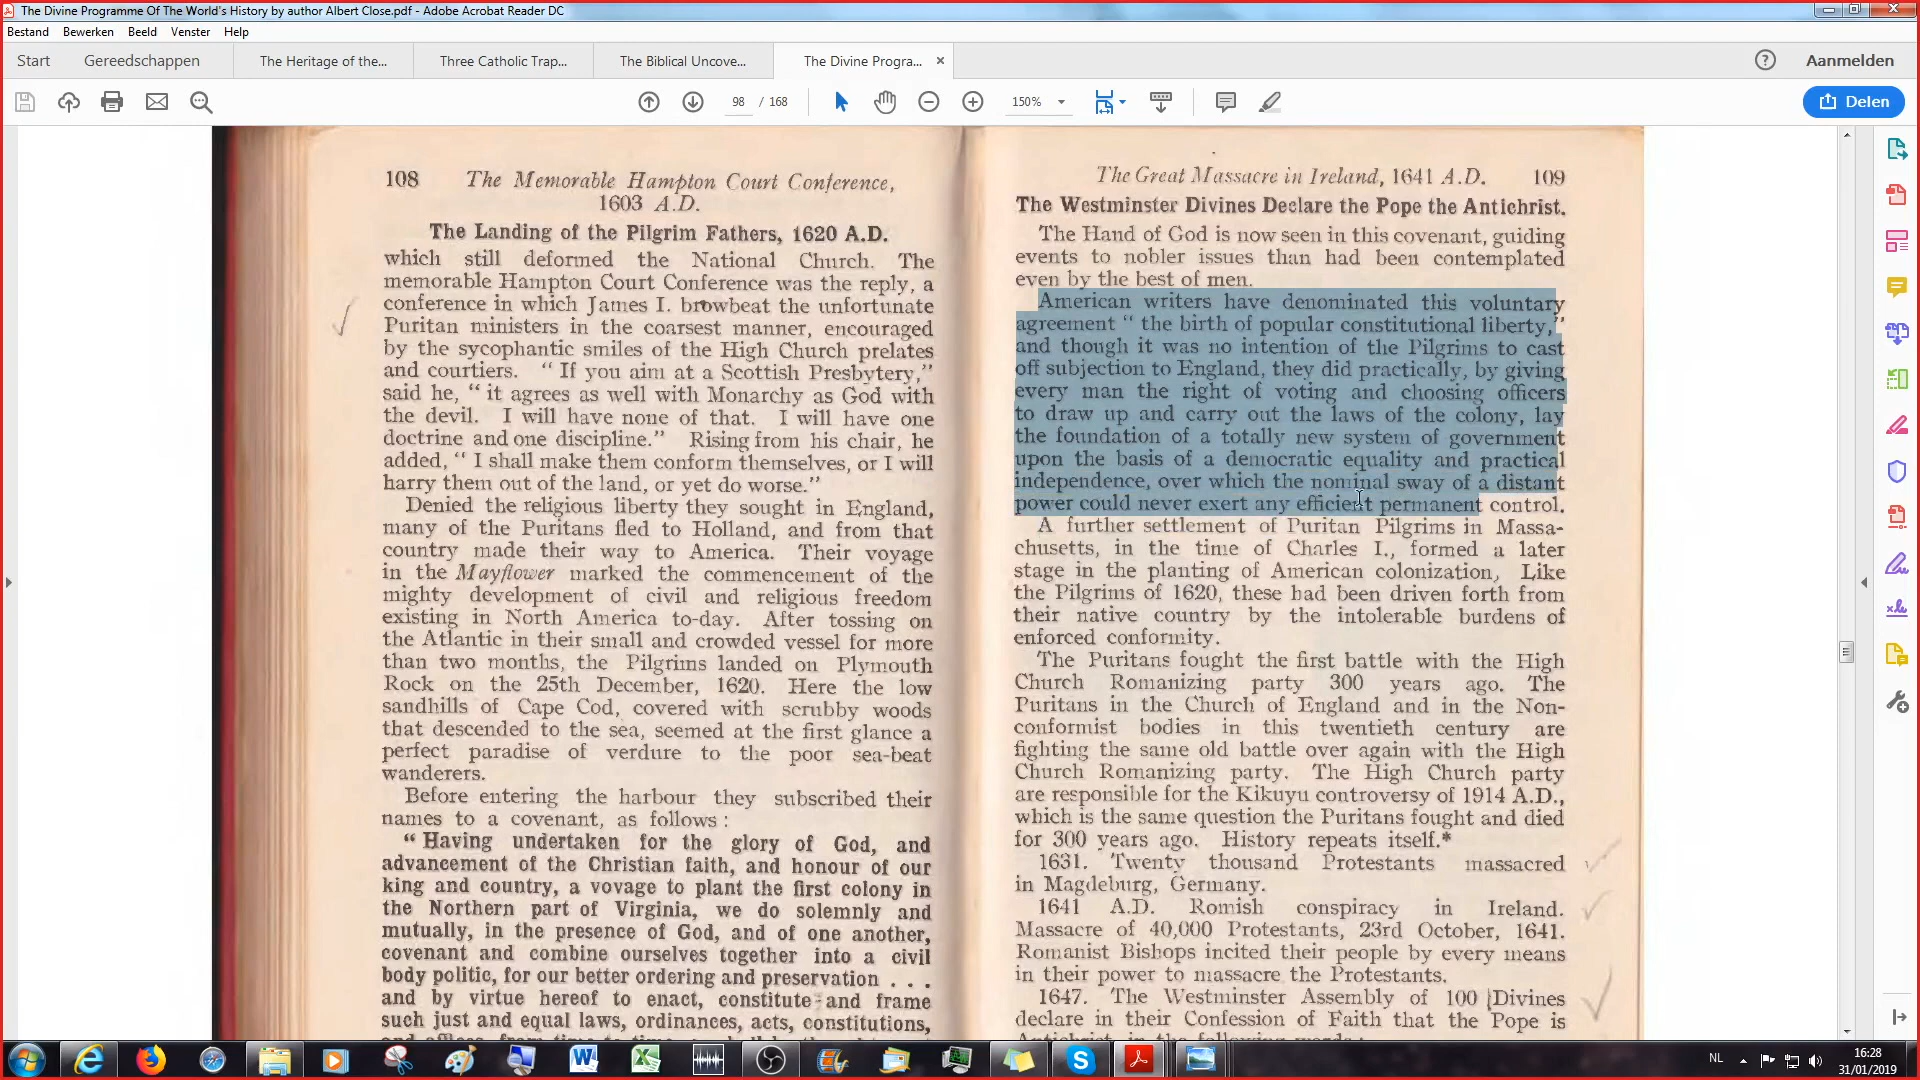 The Divine Programme Of The World's History by author Albert Close.pdf - Adobe Acrobat Reader DC
Bestand Bewerken Beeld Venster Help
Start Gereedschappen The Heritage of the... Three Catholic Trap... The Biblical Uncove... The Divine Progra... Aanmelden
98 / 168 150% Delen
108 The Memorable Hampton Court Conference,
1603 A.D.
The Landing of the Pilgrim Fathers, 1620 A.D.
which still deformed the National Church. The
memorable Hampton Court Conference was the reply, a
conference in which James I. browbeat the unfortunate
Puritan ministers in the coarsest manner, encouraged
by the sycophantic smiles of the High Church prelates
and courtiers. " If you aim at a Scottish Presbytery,"
said he, " it agrees as well with Monarchy as God with
the devil. I will have none of that. I will have one
doctrine and one discipline." Rising from his chair, he
added, " I shall make them conform themselves, or I will
harry them out of the land, or yet do worse."
Denied the religious liberty they sought in England,
many of the Puritans fled to Holland, and from that
country made their way to America. Their voyage
in the Mayflower marked the commencement of the
mighty development of civil and religious freedom
existing in North America to-day. After tossing on
the Atlantic in their small and crowded vessel for more
than two months, the Pilgrims landed on Plymouth
Rock on the 25th December, 1620. Here the low
sandhills of Cape Cod, covered with scrubby woods
that descended to the sea, seemed at the first glance a
perfect paradise of verdure to the poor sea-beat
wanderers.
Before entering the harbour they subscribed their
names to a covenant, as follows :
" Having undertaken for the glory of God, and
advancement of the Christian faith, and honour of our
king and country, a voyage to plant the first colony in
the Northern part of Virginia, we do solemnly and
mutually, in the presence of God, and of one another,
covenant and combine ourselves together into a civil
body politic, for our better ordering and preservation . . .
and by virtue hereof to enact, constitute and frame
such just and equal laws, ordinances, acts, constitutions,
The Great Massacre in Ireland, 1641 A.D. 109
The Westminster Divines Declare the Pope the Antichrist.
The Hand of God is now seen in this covenant, guiding
events to nobler issues than had been contemplated
even by the best of men.
American writers have denominated this voluntary
agreement " the birth of popular constitutional liberty,"
and though it was no intention of the Pilgrims to cast
off subjection to England, they did practically, by giving
every man the right of voting and choosing officers
to draw up and carry out the laws of the colony, lay
the foundation of a totally new system of government
upon the basis of a democratic equality and practical
independence, over which the nominal sway of a distant
power could never exert any efficient permanent control.
A further settlement of Puritan Pilgrims in Massa-
chusetts, in the time of Charles I., formed a later
stage in the planting of American colonization, Like
the Pilgrims of 1620, these had been driven forth from
their native country by the intolerable burdens of
enforced conformity.
The Puritans fought the first battle with the High
Church Romanizing party 300 years ago. The
Puritans in the Church of England and in the Non-
conformist bodies in this twentieth century are
fighting the same old battle over again with the High
Church Romanizing party. The High Church party
are responsible for the Kikuyu controversy of 1914 A.D.,
which is the same question the Puritans fought and died
for 300 years ago. History repeats itself.*
1631. Twenty thousand Protestants massacred
in Magdeburg, Germany.
1641 A.D. Romish conspiracy in Ireland.
Massacre of 40,000 Protestants, 23rd October, 1641.
Romanist Bishops incited their people by every means
in their power to massacre the Protestants.
1647. The Westminster Assembly of 100 Divines
declare in their Confession of Faith that the Pope is
NL 16:28
31/01/2019